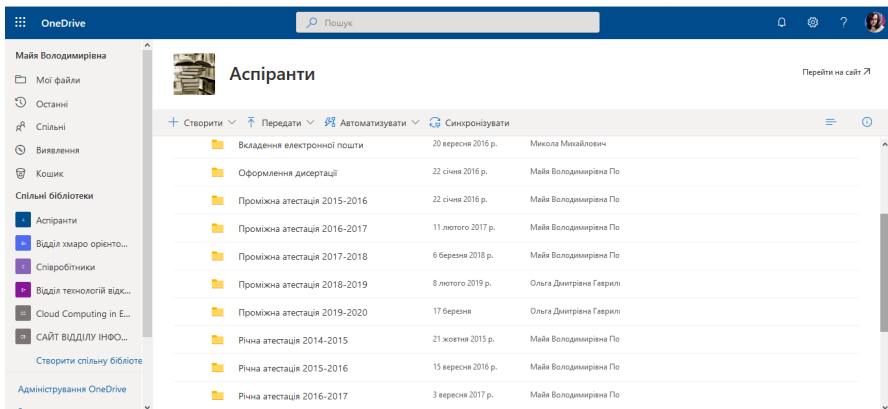 OneDrive
Пошук
?
Майя Володимирівна
Мої файли
Останні
Спільні
Виявлення
Кошик
Спільні бібліотеки
Аспіранти
Відділ хмаро орієнто...
Співробітники
Відділ технологій відк...
Cloud Computing in E...
САЙТ ВІДДІЛУ ІНФО...
Створити спільну бібліоте
Адміністрування OneDrive
Аспіранти
Перейти на сайт
Створити Передати Автоматизувати Синхронізувати
Вкладення електронної пошти 20 вересня 2016 р. Микола Михайлович
Оформлення дисертації 22 січня 2016 р. Майя Володимирівна По
Проміжна атестація 2015-2016 22 січня 2016 р. Майя Володимирівна По
Проміжна атестація 2016-2017 11 лютого 2017 р. Майя Володимирівна По
Проміжна атестація 2017-2018 6 березня 2018 р. Майя Володимирівна По
Проміжна атестація 2018-2019 8 лютого 2019 р. Ольга Дмитрівна Гаврил
Проміжна атестація 2019-2020 17 березня Ольга Дмитрівна Гаврил
Річна атестація 2014-2015 21 жовтня 2015 р. Майя Володимирівна По
Річна атестація 2015-2016 15 вересня 2016 р. Майя Володимирівна По
Річна атестація 2016-2017 3 вересня 2017 р. Майя Володимирівна По